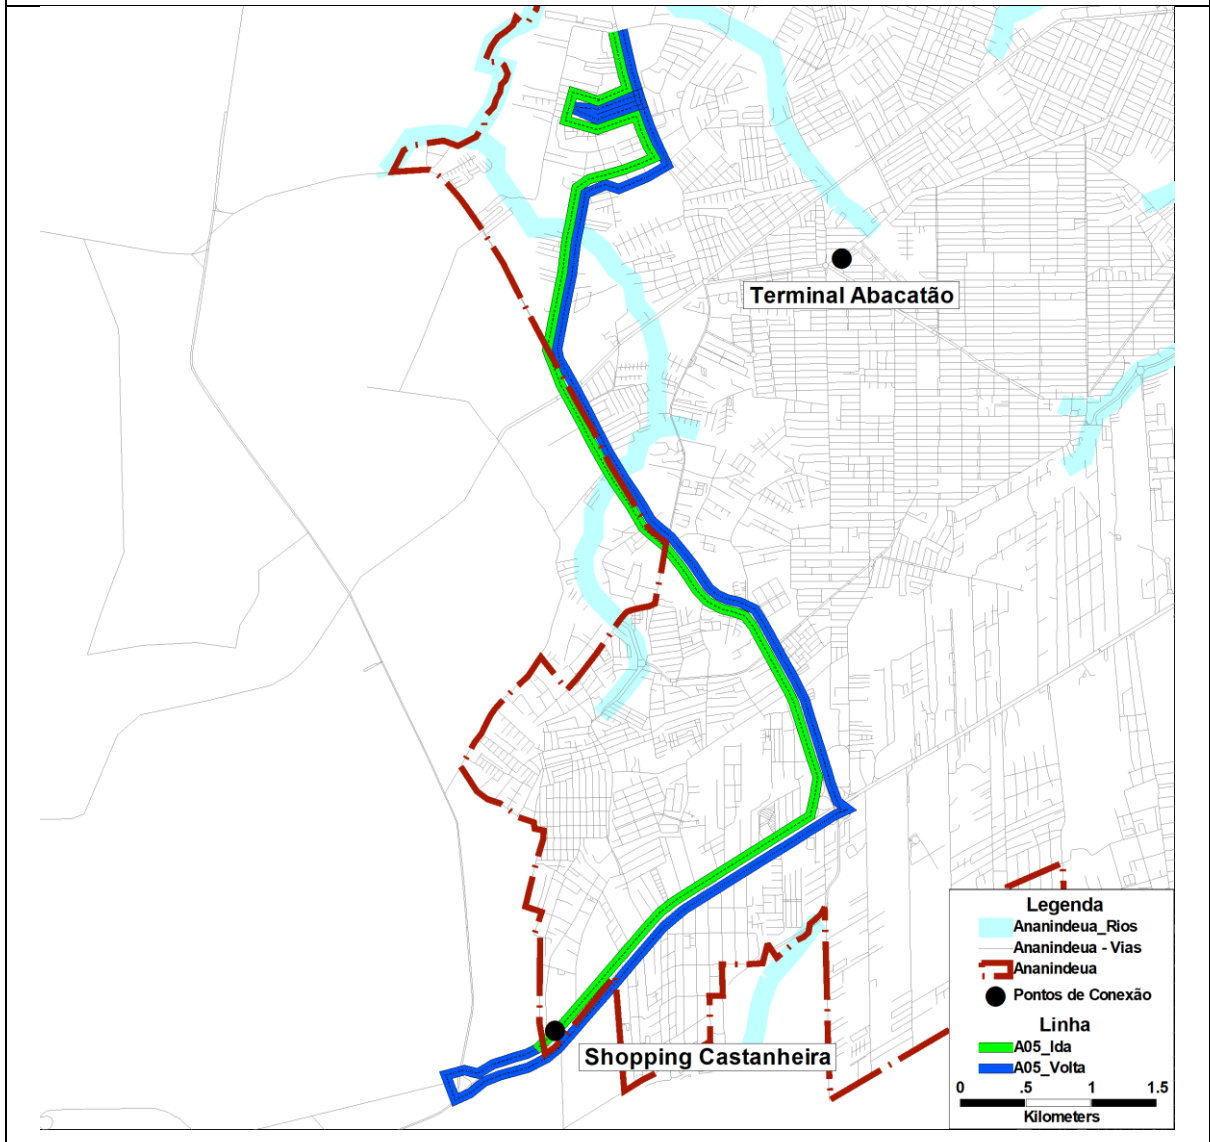 Terminal Abacatão
Shopping Castanheira
Legenda
Ananindeua_Rios
Ananindeua - Vias
Ananindeua
Pontos de Conexão
Linha
A05_Ida
A05_Volta
0 .5 1 1.5
Kilometers